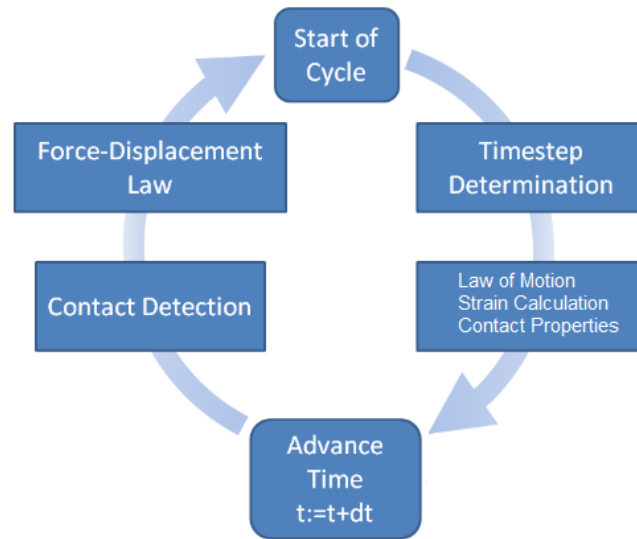 Start of
Cycle
Timestep
Determination
Law of Motion
Strain Calculation
Contact Properties
Advance
Time
t:=t+dt
Contact Detection
Force-Displacement
Law